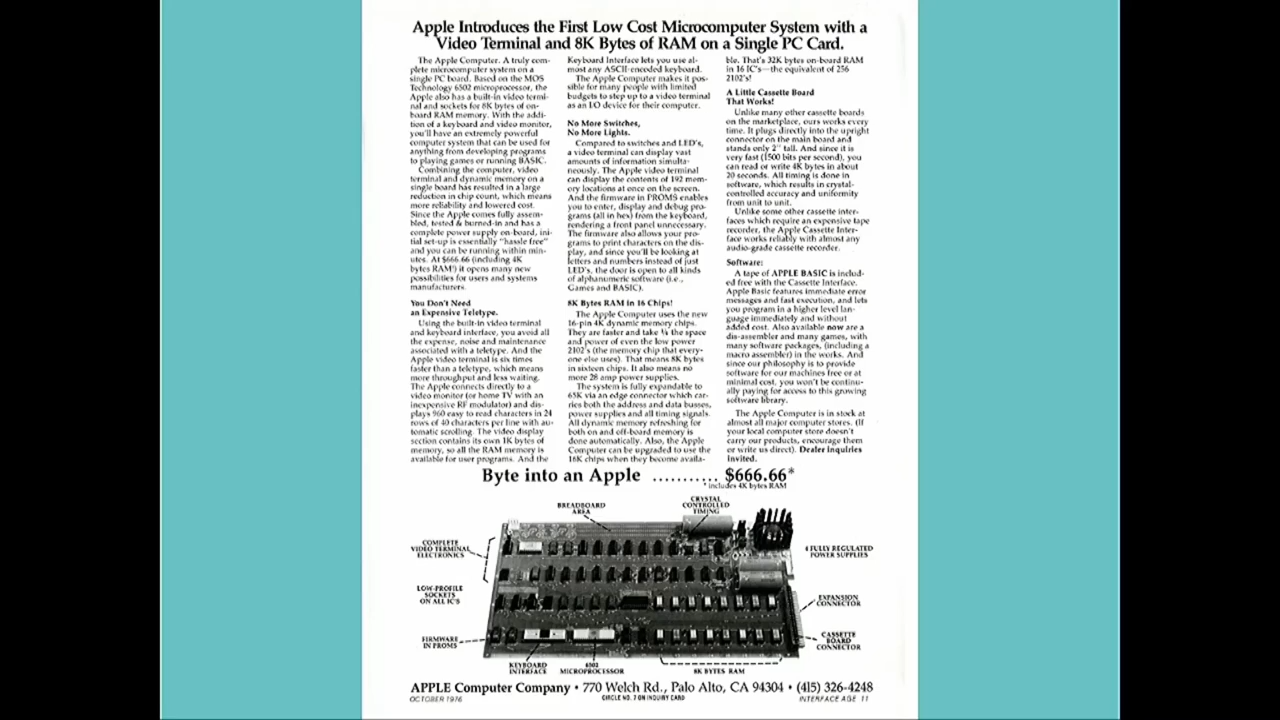 Apple Introduces the First Low Cost Microcomputer System with a
Video Terminal and 8K Bytes of RAM on a Single PC Card.
The Apple Computer. A truly com-
plete microcomputer system on a
single PC board. Based on the MOS
Technology 6502 microprocessor, the
Apple also has a built-in video termi-
nal and sockets for 8K bytes of on-
board RAM memory. With the addi-
tion of a keyboard and video monitor,
you'll have an extremely powerful
computer system that can be used for
anything from developing programs
to playing games or running BASIC.
Combining the computer, video
terminal and dynamic memory on a
single board has resulted in a large
reduction in chip count, which means
more reliability and lowered cost.
Since the Apple comes fully assem-
bled, tested & burned-in and has a
complete power supply on-board, ini-
tial set-up is essentially "hassle free"
and you can be running within min-
utes. At $666.66 (including 4K
bytes RAM!) it opens many new
possibilities for users and systems
manufacturers.
You Don't Need
an Expensive Teletype.
Using the built-in video terminal
and keyboard interface, you avoid all
the expense, noise and maintenance
associated with a teletype. And the
Apple video terminal is six times
faster than a teletype, which means
more throughput and less waiting.
The Apple connects directly to a
video monitor (or home TV with an
inexpensive RF modulator) and dis-
plays 960 easy to read characters in 24
rows of 40 characters per line with au-
tomatic scrolling. The video display
section contains its own 1K bytes of
memory, so all the RAM memory is
available for user programs. And the
Keyboard Interface lets you use al-
most any ASCII-encoded keyboard.
The Apple Computer makes it pos-
sible for many people with limited
budgets to step up to a video terminal
as an I/O device for their computer.
No More Switches,
No More Lights.
Compared to switches and LED's,
a video terminal can display vast
amounts of information simulta-
neously. The Apple video terminal
can display the contents of 192 mem-
ory locations at once on the screen.
And the firmware in PROMS enables
you to enter, display and debug pro-
grams (all in hex) from the keyboard,
rendering a front panel unnecessary.
The firmware also allows your pro-
grams to print characters on the dis-
play, and since you'll be looking at
letters and numbers instead of just
LED's, the door is open to all kinds
of alphanumeric software (i.e.,
Games and BASIC).
8K Bytes RAM in 16 Chips!
The Apple Computer uses the new
16-pin 4K dynamic memory chips.
They are faster and take ¼ the space
and power of even the low power
2102's (the memory chip that every-
one else uses). That means 8K bytes
in sixteen chips. It also means no
more 28 amp power supplies.
The system is fully expandable to
65K via an edge connector which car-
ries both the address and data busses,
power supplies and all timing signals.
All dynamic memory refreshing for
both on and off-board memory is
done automatically. Also, the Apple
Computer can be upgraded to use the
16K chips when they become availa-
ble. That's 32K bytes on-board RAM
in 16 IC's—the equivalent of 256
2102's!
A Little Cassette Board
That Works!
Unlike many other cassette boards
on the marketplace, ours works every
time. It plugs directly into the upright
connector on the main board and
stands only 2" tall. And since it is
very fast (1500 bits per second), you
can read or write 4K bytes in about
20 seconds. All timing is done in
software, which results in crystal-
controlled accuracy and uniformity
from unit to unit.
Unlike some other cassette inter-
faces which require an expensive tape
recorder, the Apple Cassette Inter-
face works reliably with almost any
audio-grade cassette recorder.
Software:
A tape of APPLE BASIC is includ-
ed free with the Cassette Interface.
Apple Basic features immediate error
messages and fast execution, and lets
you program in a higher level lan-
guage immediately and without
added cost. Also available now are a
dis-assembler and many games, with
many software packages, (including a
macro assembler) in the works. And
since our philosophy is to provide
software for our machines free or at
minimal cost, you won't be continu-
ally paying for access to this growing
software library.
The Apple Computer is in stock at
almost all major computer stores. (If
your local computer store doesn't
carry our products, encourage them
or write us direct). Dealer inquiries
invited.
Byte into an Apple ........... $666.66*
* includes 4K bytes RAM
BREADBOARD
AREA
CRYSTAL
CONTROLLED
TIMING
COMPLETE
VIDEO TERMINAL
ELECTRONICS
4 FULLY REGULATED
POWER SUPPLIES
LOW-PROFILE
SOCKETS
ON ALL IC'S
EXPANSION
CONNECTOR
FIRMWARE
IN PROMS
CASSETTE
BOARD
CONNECTOR
KEYBOARD
INTERFACE
6502
MICROPROCESSOR
8K BYTES RAM
APPLE Computer Company • 770 Welch Rd., Palo Alto, CA 94304 • (415) 326-4248
OCTOBER 1976
CIRCLE NO. 7 ON INQUIRY CARD
INTERFACE AGE 11